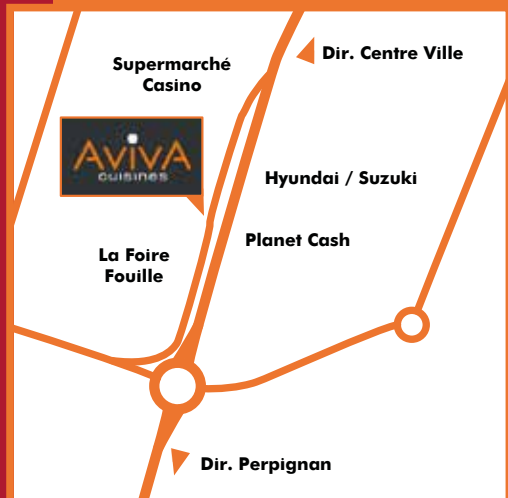 Dir. Centre Ville
Supermarché
Casino
AVIVA
cuisines
Hyundai / Suzuki
Planet Cash
La Foire
Fouille
Dir. Perpignan